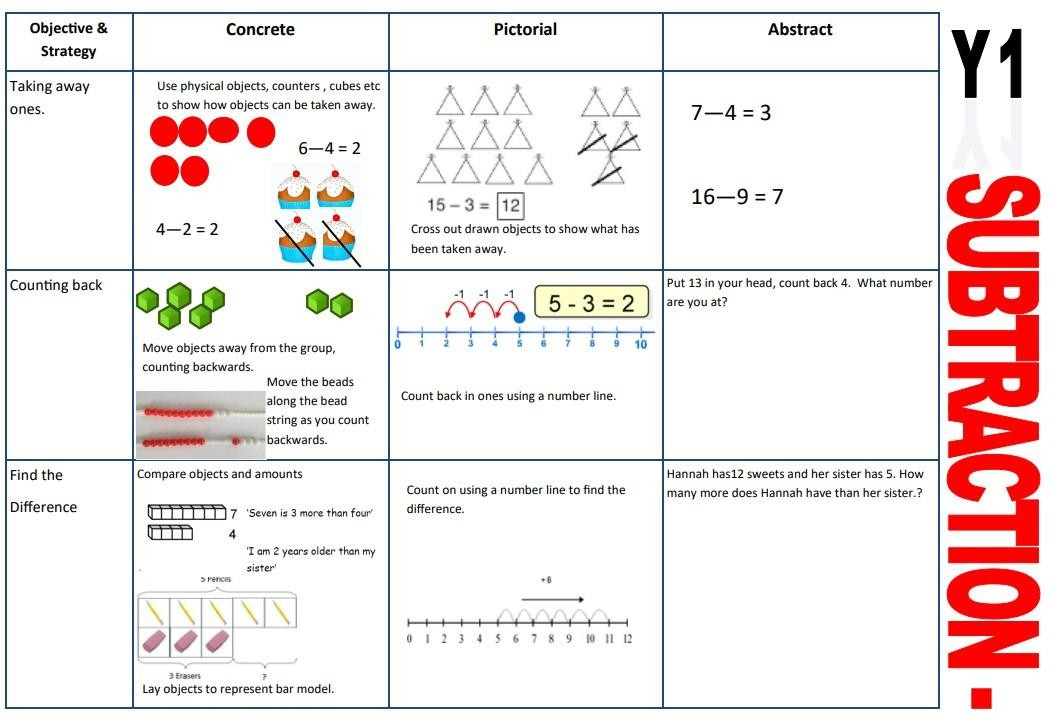 Objective &
Strategy
Concrete
Pictorial
Abstract
Y1
SUBTRACTION
Taking away
ones.
Use physical objects, counters , cubes etc
to show how objects can be taken away.
6—4 = 2
4—2 = 2
15 – 3 = 12
Cross out drawn objects to show what has
been taken away.
7—4 = 3
16—9 = 7
Counting back
Move objects away from the group,
counting backwards.
Move the beads
along the bead
string as you count
backwards.
-1 -1 -1
5 - 3 = 2
0 1 2 3 4 5 6 7 8 9 10
Count back in ones using a number line.
Put 13 in your head, count back 4. What number
are you at?
Find the
Difference
Compare objects and amounts
7 'Seven is 3 more than four'
4
'I am 2 years older than my
sister'
5 Pencils
3 Erasers ?
Lay objects to represent bar model.
Count on using a number line to find the
difference.
+6
0 1 2 3 4 5 6 7 8 9 10 11 12
Hannah has12 sweets and her sister has 5. How
many more does Hannah have than her sister.?